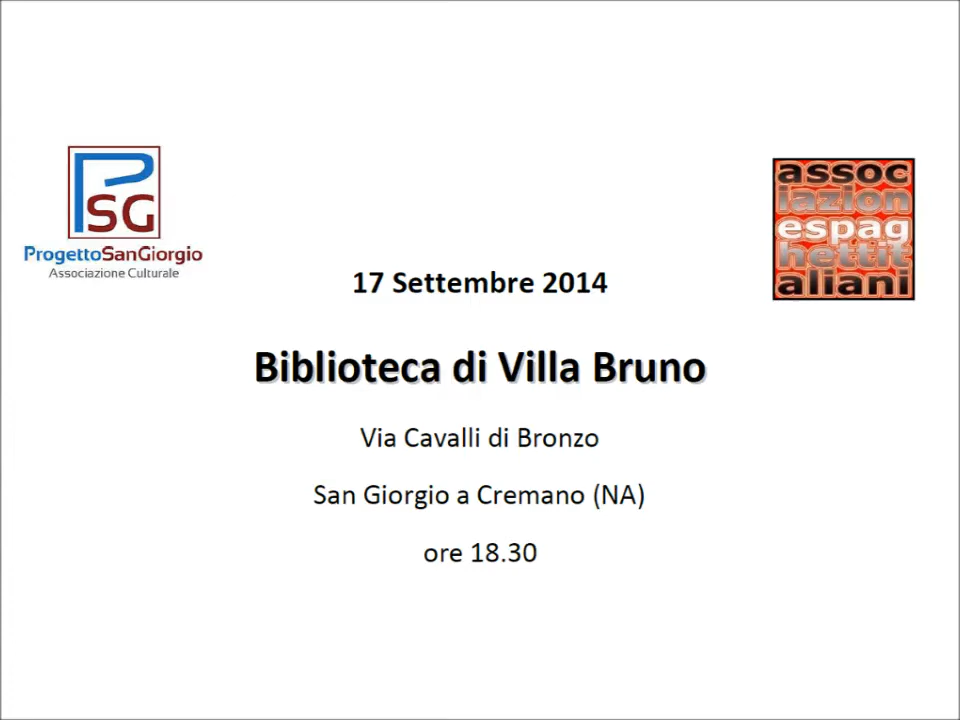 PSG
ProgettoSanGiorgio
Associazione Culturale
assoc
iazion
espag
hettit
aliani
17 Settembre 2014
Biblioteca di Villa Bruno
Via Cavalli di Bronzo
San Giorgio a Cremano (NA)
ore 18.30